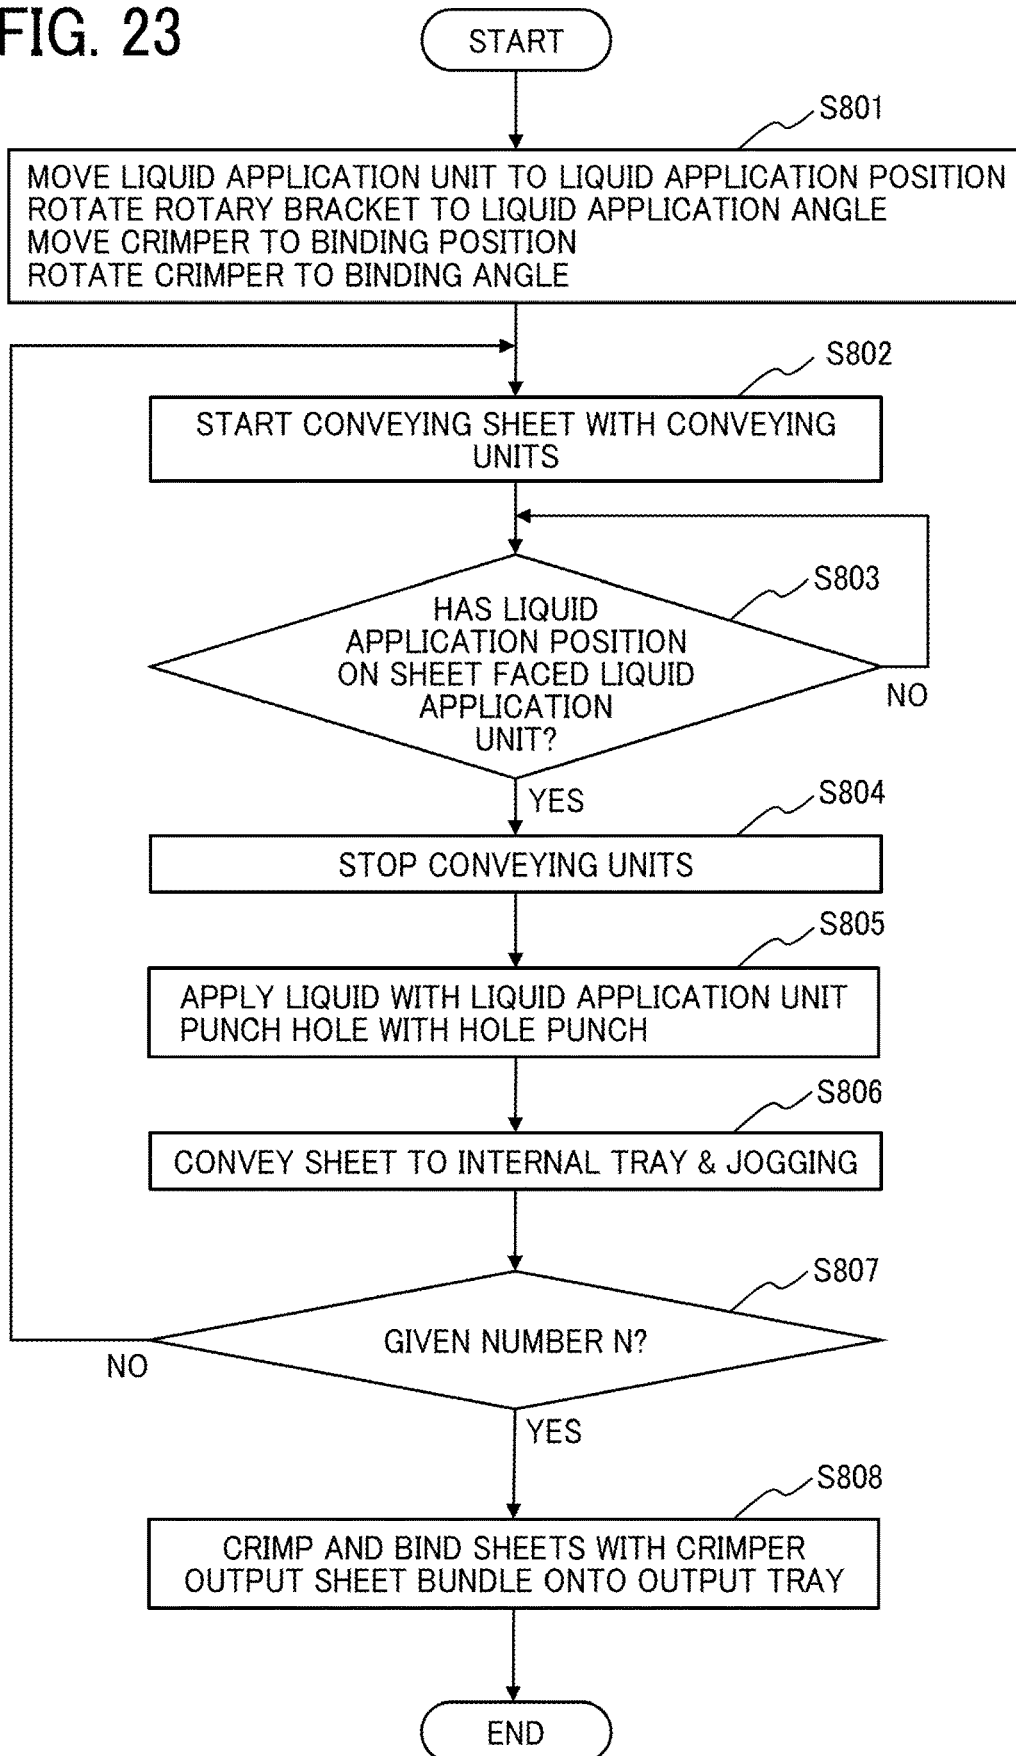 FIG. 23
START
S801
MOVE LIQUID APPLICATION UNIT TO LIQUID APPLICATION POSITION
ROTATE ROTARY BRACKET TO LIQUID APPLICATION ANGLE
MOVE CRIMPER TO BINDING POSITION
ROTATE CRIMPER TO BINDING ANGLE
S802
START CONVEYING SHEET WITH CONVEYING
UNITS
S803
HAS LIQUID
APPLICATION POSITION
ON SHEET FACED LIQUID
APPLICATION
UNIT?
NO
YES
S804
STOP CONVEYING UNITS
S805
APPLY LIQUID WITH LIQUID APPLICATION UNIT
PUNCH HOLE WITH HOLE PUNCH
S806
CONVEY SHEET TO INTERNAL TRAY & JOGGING
S807
GIVEN NUMBER N?
NO
YES
S808
CRIMP AND BIND SHEETS WITH CRIMPER
OUTPUT SHEET BUNDLE ONTO OUTPUT TRAY
END